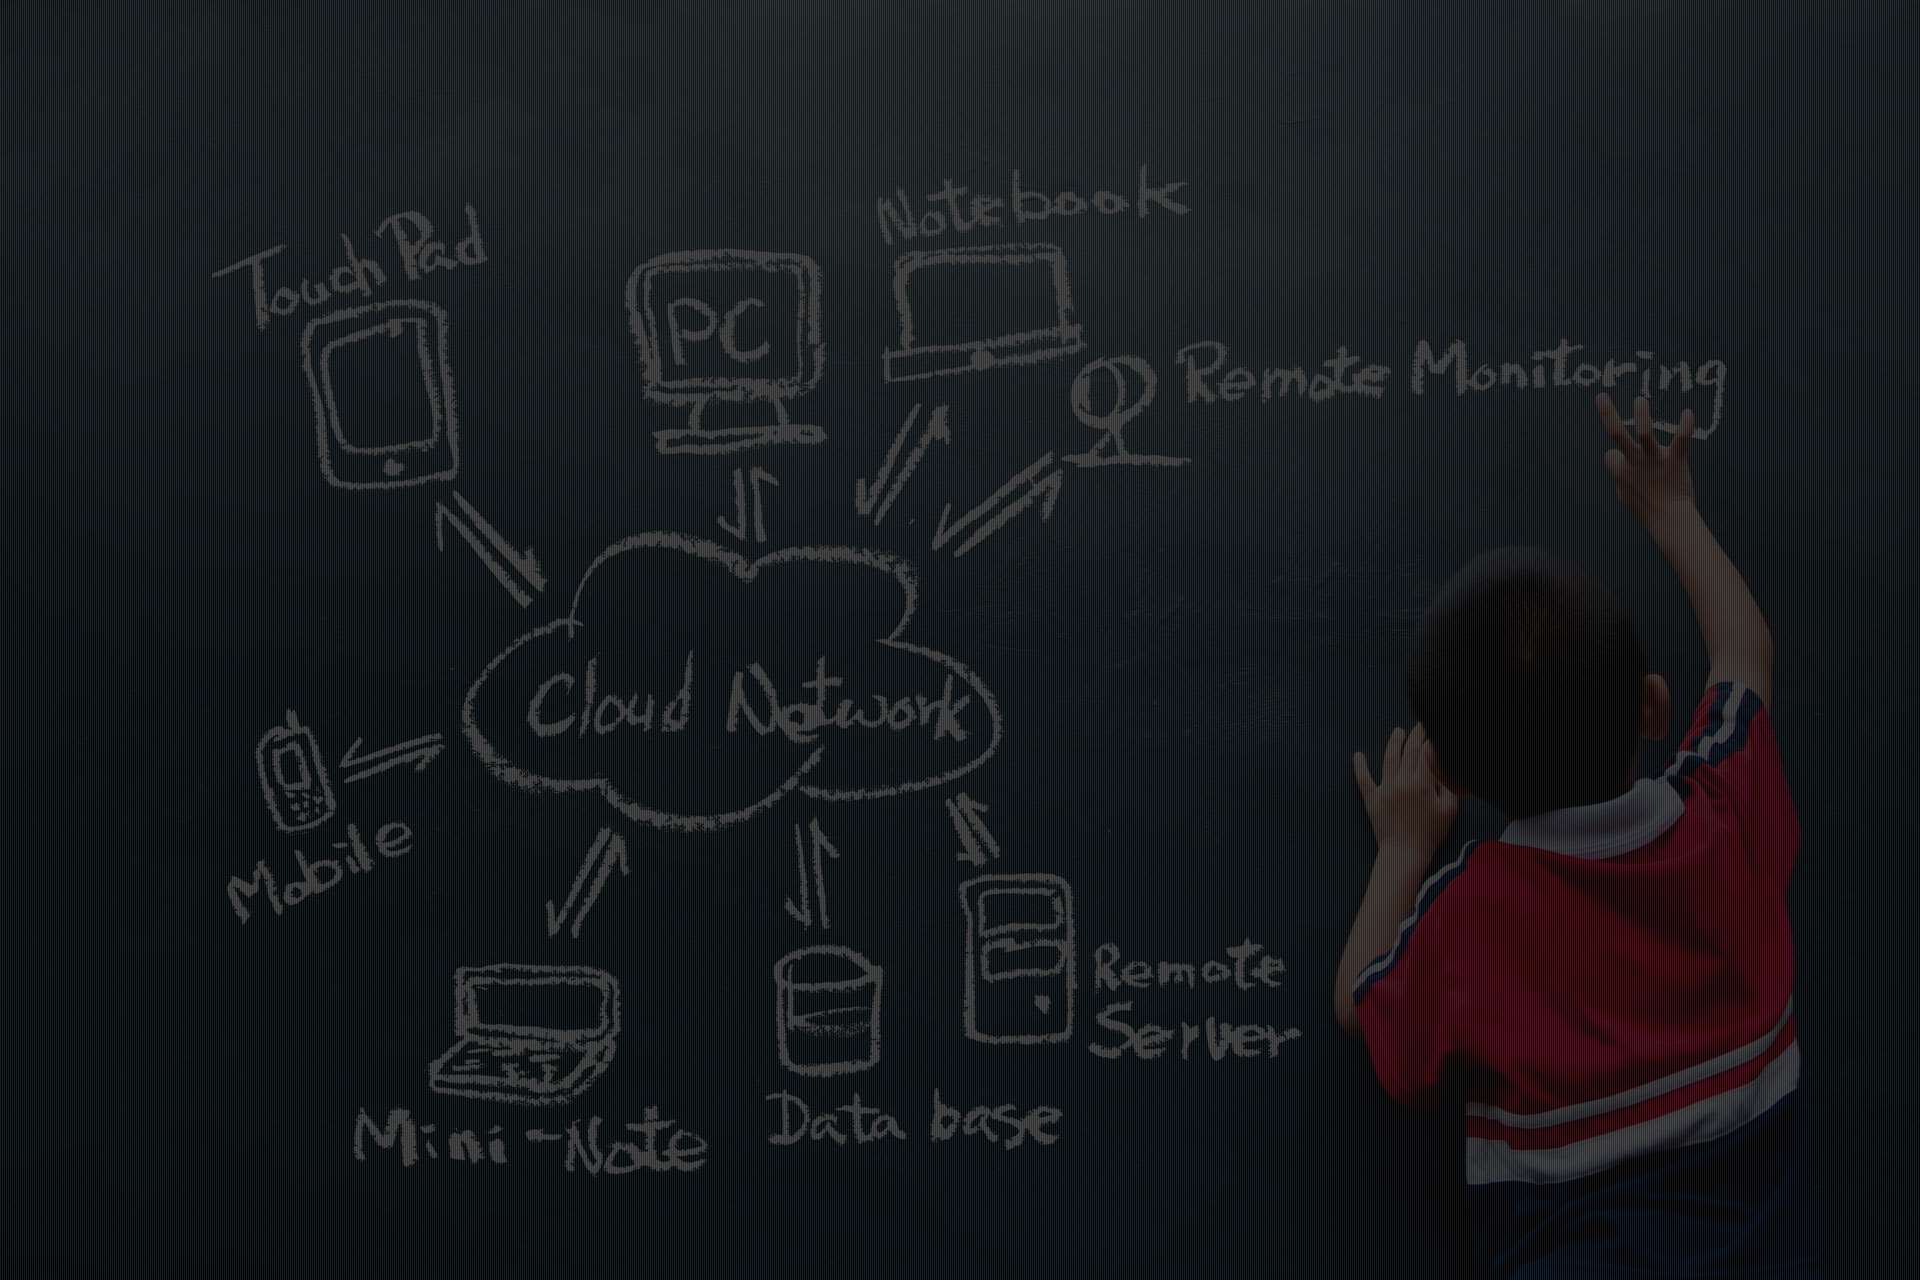 Touch Pad
PC
Notebook
Remote Monitoring
Cloud Network
Mobile
Mini-Note
Data base
Remote
Server